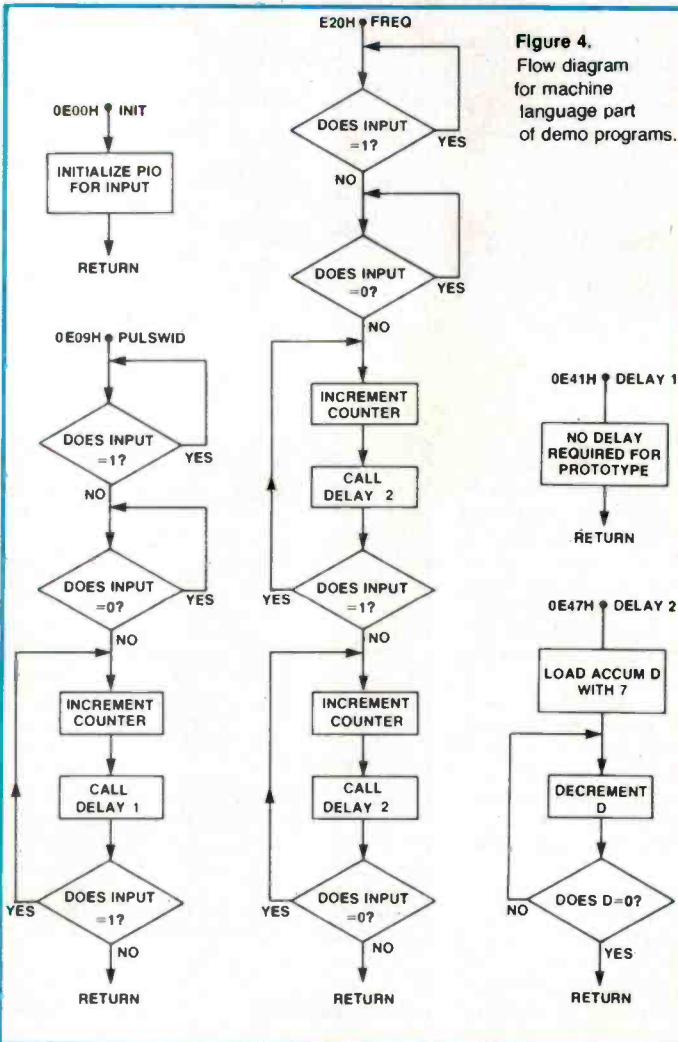 Figure 4.
Flow diagram
for machine
language part
of demo programs.
0E00H INIT
INITIALIZE PIO
FOR INPUT
RETURN
0E09H PULSWID
DOES INPUT
=1?
YES
NO
DOES INPUT
=0?
YES
NO
INCREMENT
COUNTER
CALL
DELAY 1
DOES INPUT
=1?
YES
NO
RETURN
E20H FREQ
DOES INPUT
=1?
YES
NO
DOES INPUT
=0?
YES
NO
INCREMENT
COUNTER
CALL
DELAY 2
DOES INPUT
=1?
YES
NO
INCREMENT
COUNTER
CALL
DELAY 2
DOES INPUT
=0?
YES
NO
RETURN
0E41H DELAY 1
NO DELAY
REQUIRED FOR
PROTOTYPE
RETURN
0E47H DELAY 2
LOAD ACCUM D
WITH 7
DECREMENT
D
DOES D=0?
NO
YES
RETURN